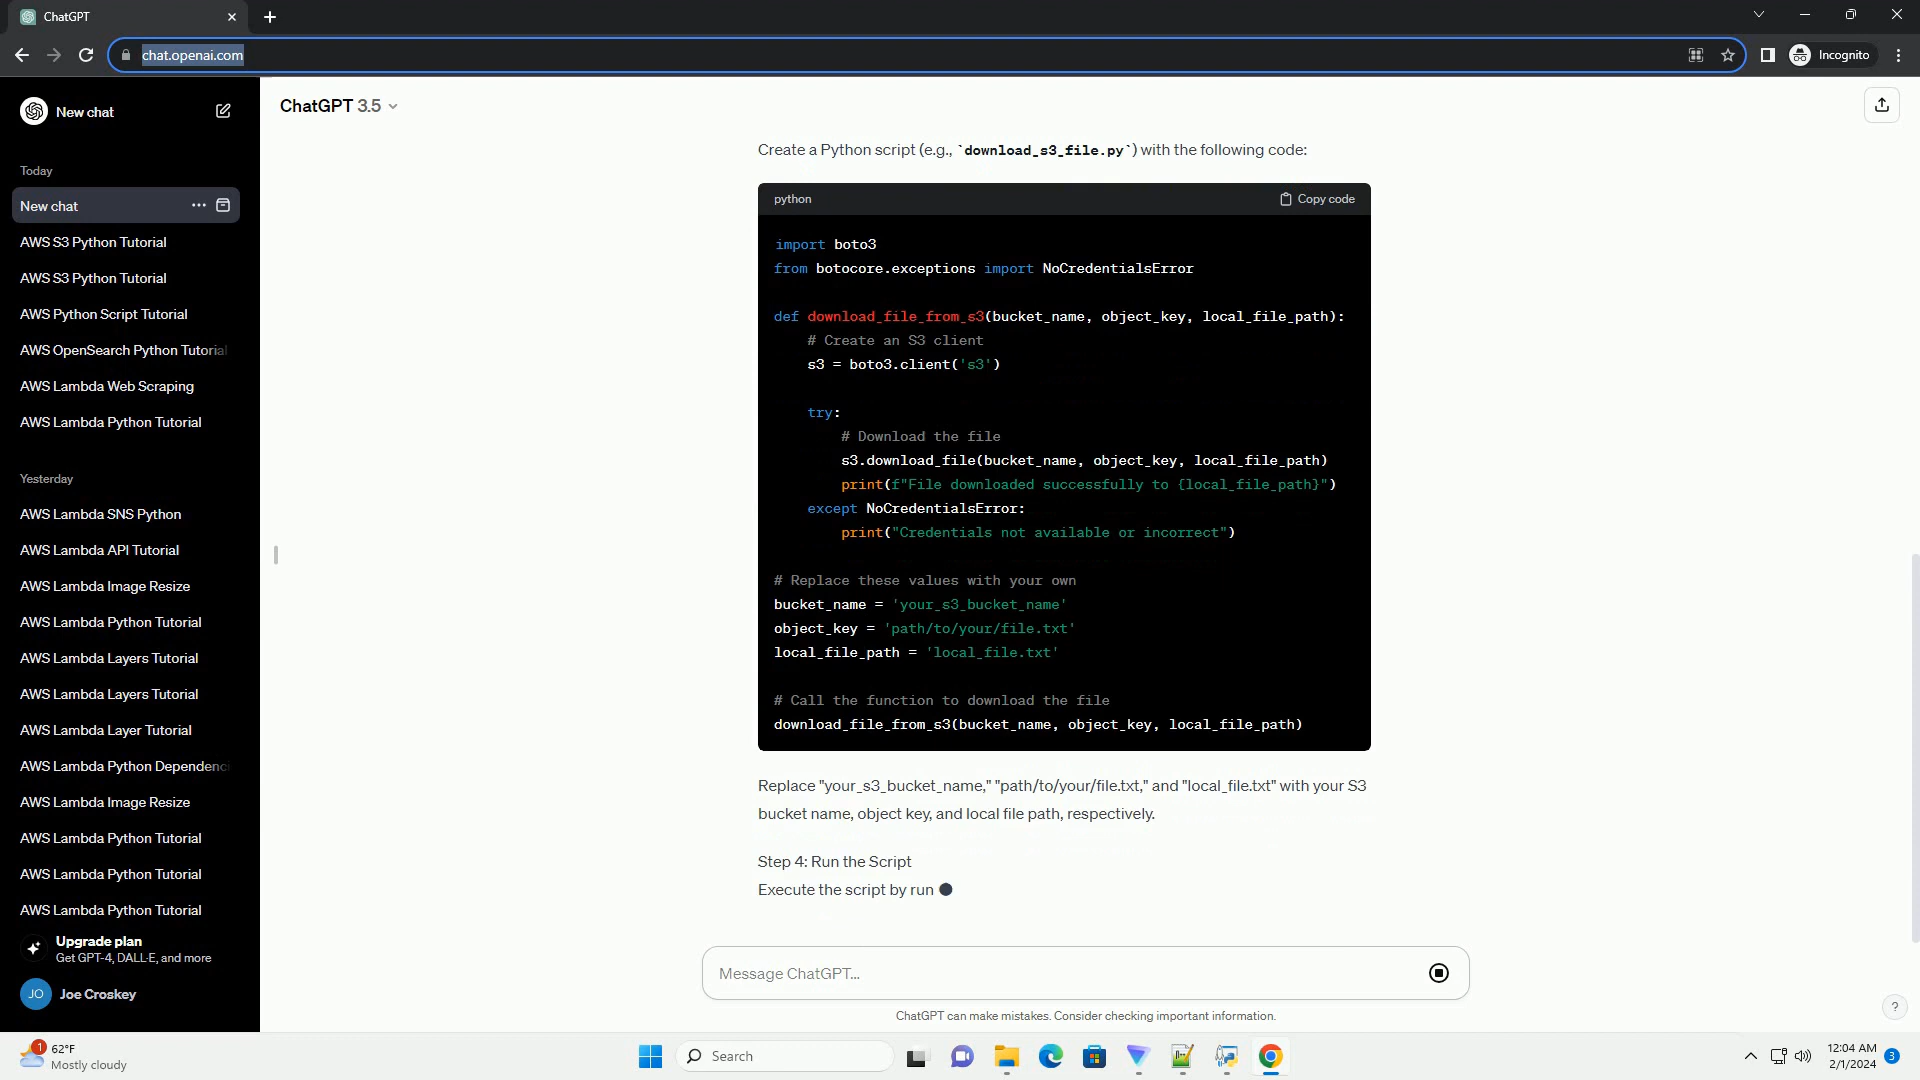 ChatGPT
chat.openai.com
Incognito
New chat
Today
New chat
AWS S3 Python Tutorial
AWS S3 Python Tutorial
AWS Python Script Tutorial
AWS OpenSearch Python Tutorial
AWS Lambda Web Scraping
AWS Lambda Python Tutorial
Yesterday
AWS Lambda SNS Python
AWS Lambda API Tutorial
AWS Lambda Image Resize
AWS Lambda Python Tutorial
AWS Lambda Layers Tutorial
AWS Lambda Layers Tutorial
AWS Lambda Layer Tutorial
AWS Lambda Python Dependenc
AWS Lambda Image Resize
AWS Lambda Python Tutorial
AWS Lambda Python Tutorial
AWS Lambda Python Tutorial
Upgrade plan
Get GPT-4, DALL·E, and more
JO Joe Croskey
ChatGPT 3.5
Create a Python script (e.g., `download_s3_file.py`) with the following code:
python Copy code
import boto3
from botocore.exceptions import NoCredentialsError
def download_file_from_s3(bucket_name, object_key, local_file_path):
# Create an S3 client
s3 = boto3.client('s3')
try:
# Download the file
s3.download_file(bucket_name, object_key, local_file_path)
print(f"File downloaded successfully to {local_file_path}")
except NoCredentialsError:
print("Credentials not available or incorrect")
# Replace these values with your own
bucket_name = 'your_s3_bucket_name'
object_key = 'path/to/your/file.txt'
local_file_path = 'local_file.txt'
# Call the function to download the file
download_file_from_s3(bucket_name, object_key, local_file_path)
Replace "your_s3_bucket_name," "path/to/your/file.txt," and "local_file.txt" with your S3
bucket name, object key, and local file path, respectively.
Step 4: Run the Script
Execute the script by run
Message ChatGPT...
ChatGPT can make mistakes. Consider checking important information.
?
1
62°F
Mostly cloudy
Search
12:04 AM
2/1/2024
3